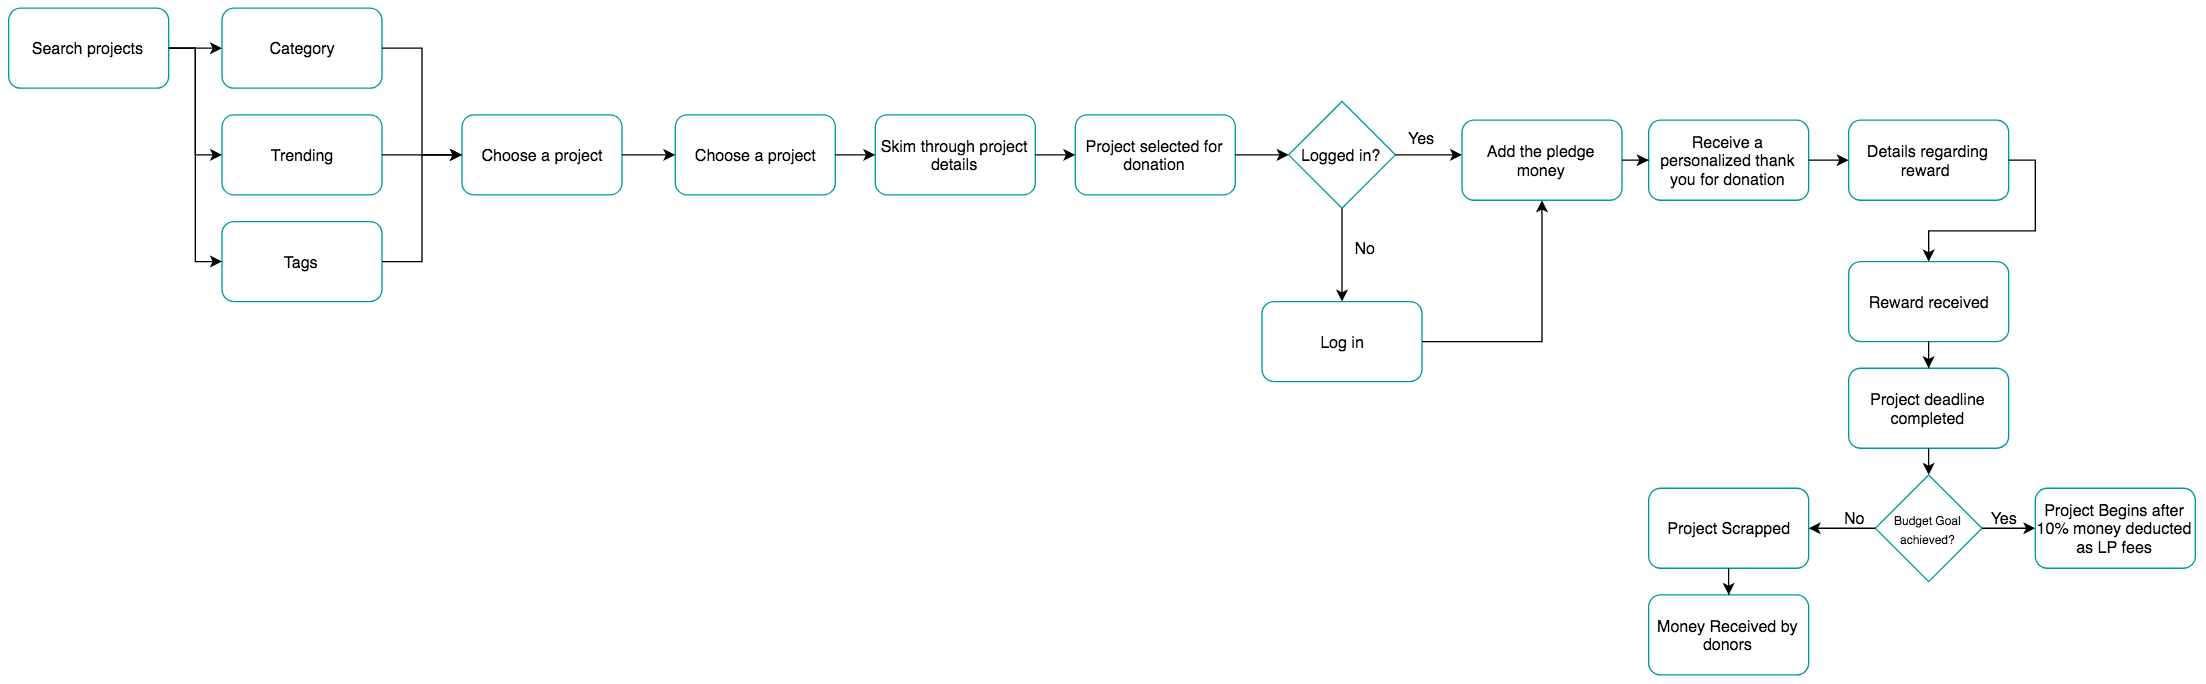 Search projects
Category
Trending
Tags
Choose a project
Choose a project
Skim through project
details
Project selected for
donation
Logged in?
Yes
No
Log in
Add the pledge
money
Receive a
personalized thank
you for donation
Details regarding
reward
Reward received
Project deadline
completed
Budget Goal
achieved?
No
Yes
Project Scrapped
Project Begins after
10% money deducted
as LP fees
Money Received by
donors